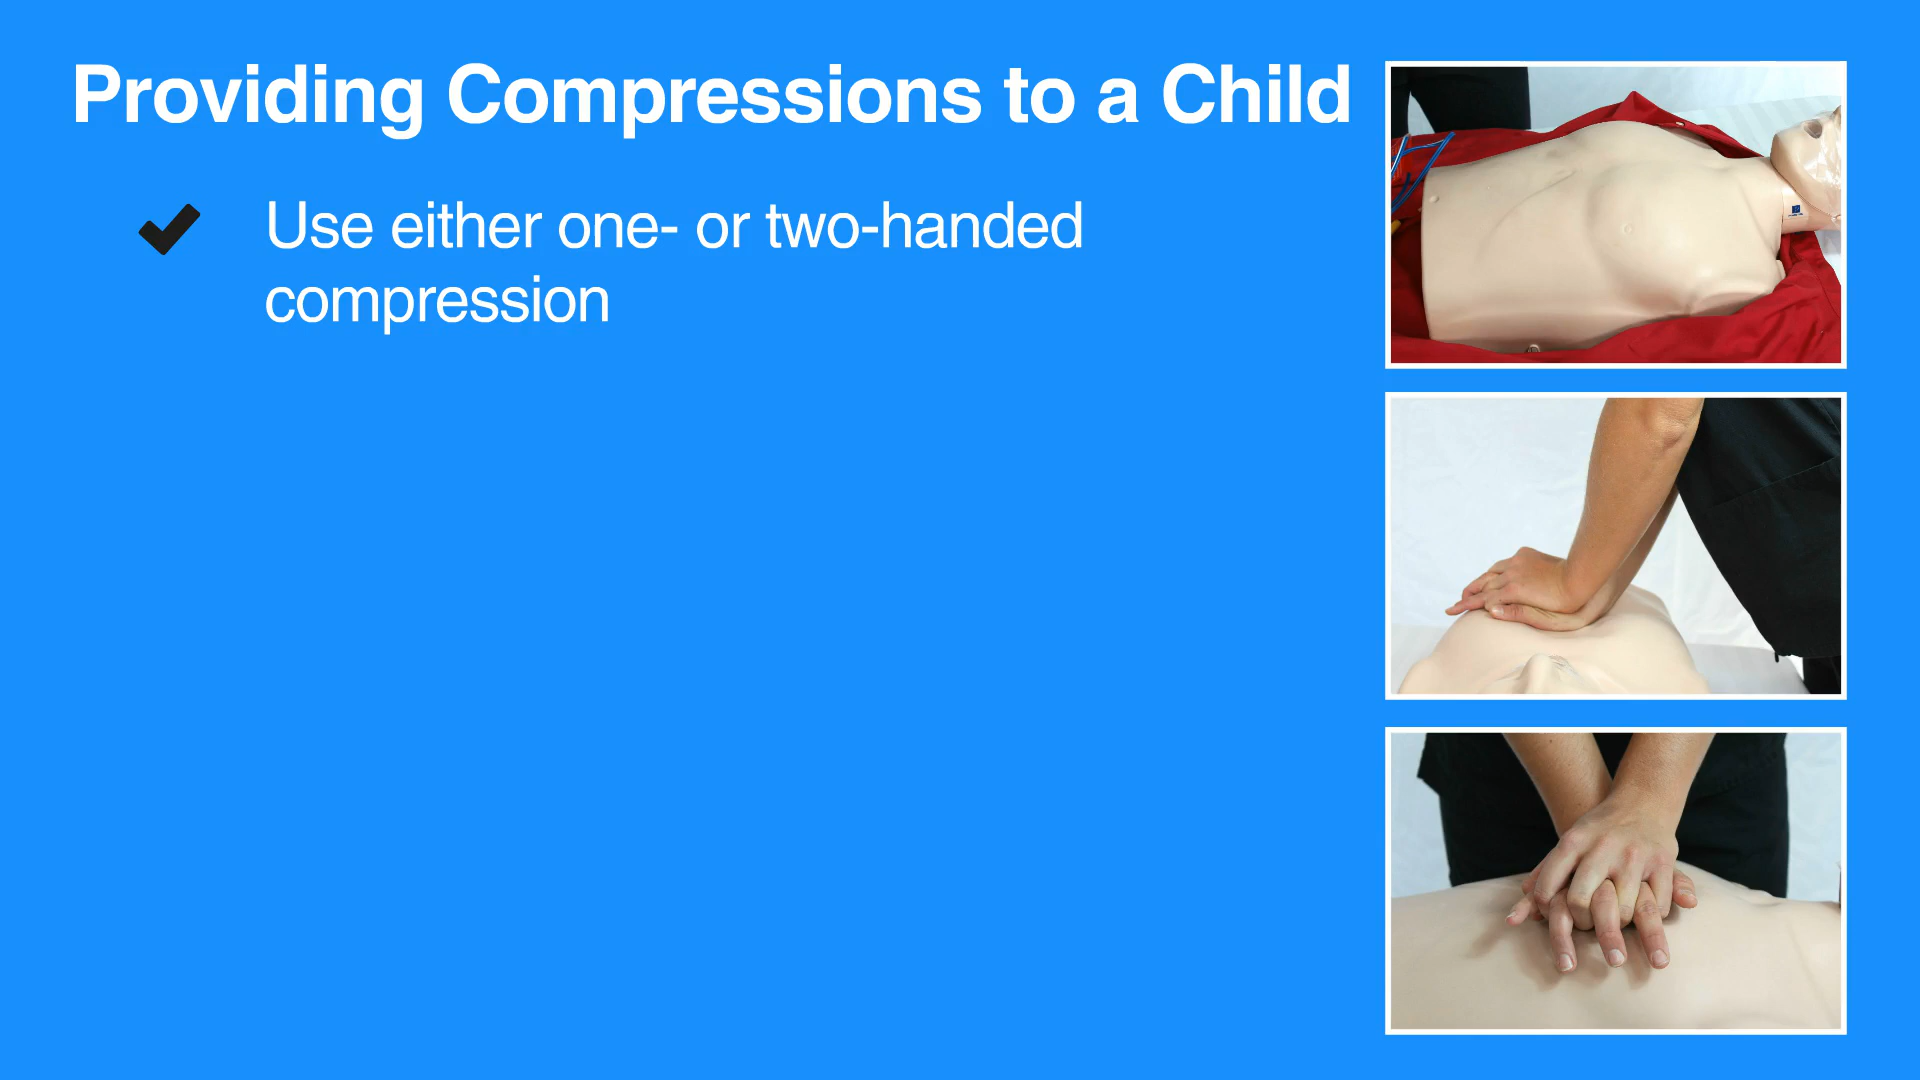 Providing Compressions to a Child
Use either one- or two-handed
compression